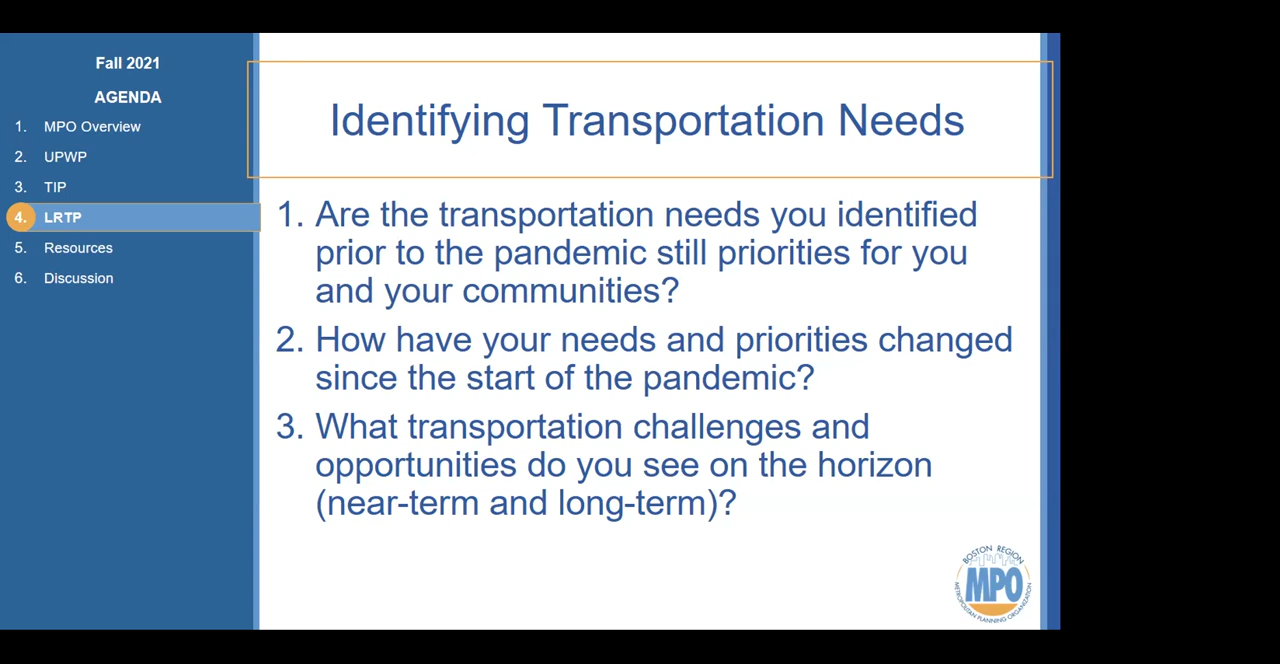 Fall 2021
AGENDA
1. MPO Overview
2. UPWP
3. TIP
4. LRTP
5. Resources
6. Discussion
Identifying Transportation Needs
1. Are the transportation needs you identified
prior to the pandemic still priorities for you
and your communities?
2. How have your needs and priorities changed
since the start of the pandemic?
3. What transportation challenges and
opportunities do you see on the horizon
(near-term and long-term)?
BOSTON REGION
MPO
METROPOLITAN PLANNING ORGANIZATION